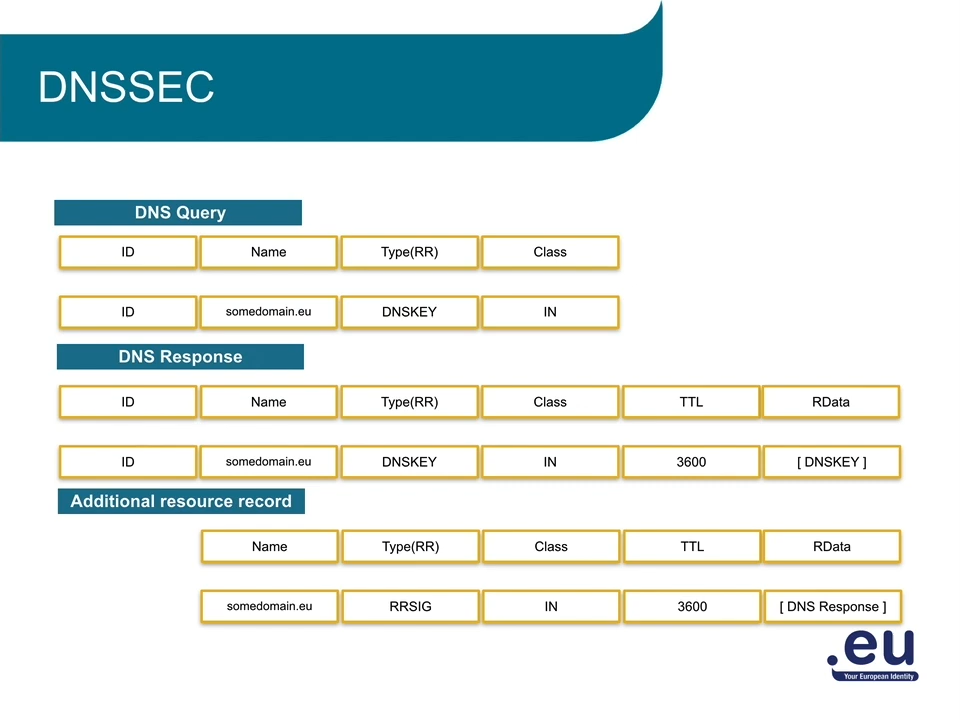 DNSSEC
DNS Query
ID Name Type(RR) Class
ID somedomain.eu DNSKEY IN
DNS Response
ID Name Type(RR) Class TTL RData
ID somedomain.eu DNSKEY IN 3600 [ DNSKEY ]
Additional resource record
Name Type(RR) Class TTL RData
somedomain.eu RRSIG IN 3600 [ DNS Response ]
.eu
Your European Identity